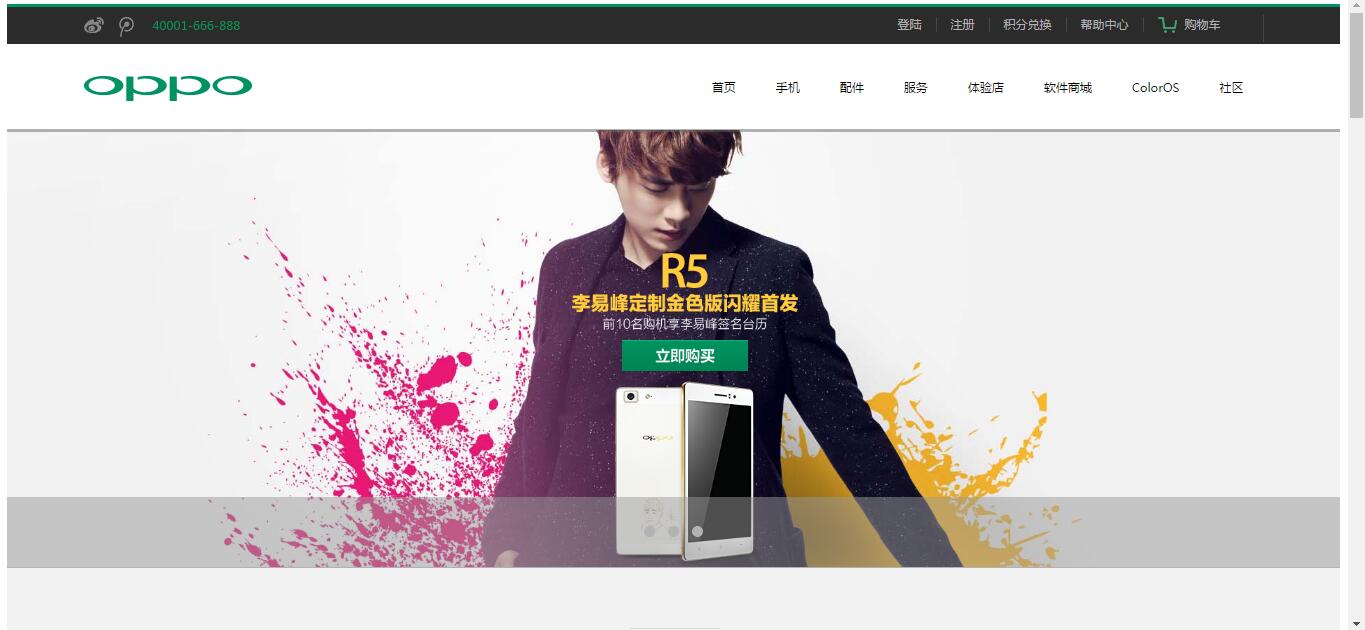 40001-666-888
登陆 注册 积分兑换 帮助中心 购物车
oppo
首页 手机 配件 服务 体验店 软件商城 ColorOS 社区
R5
李易峰定制金色版闪耀首发
前10名购机享李易峰签名台历
立即购买
oppo